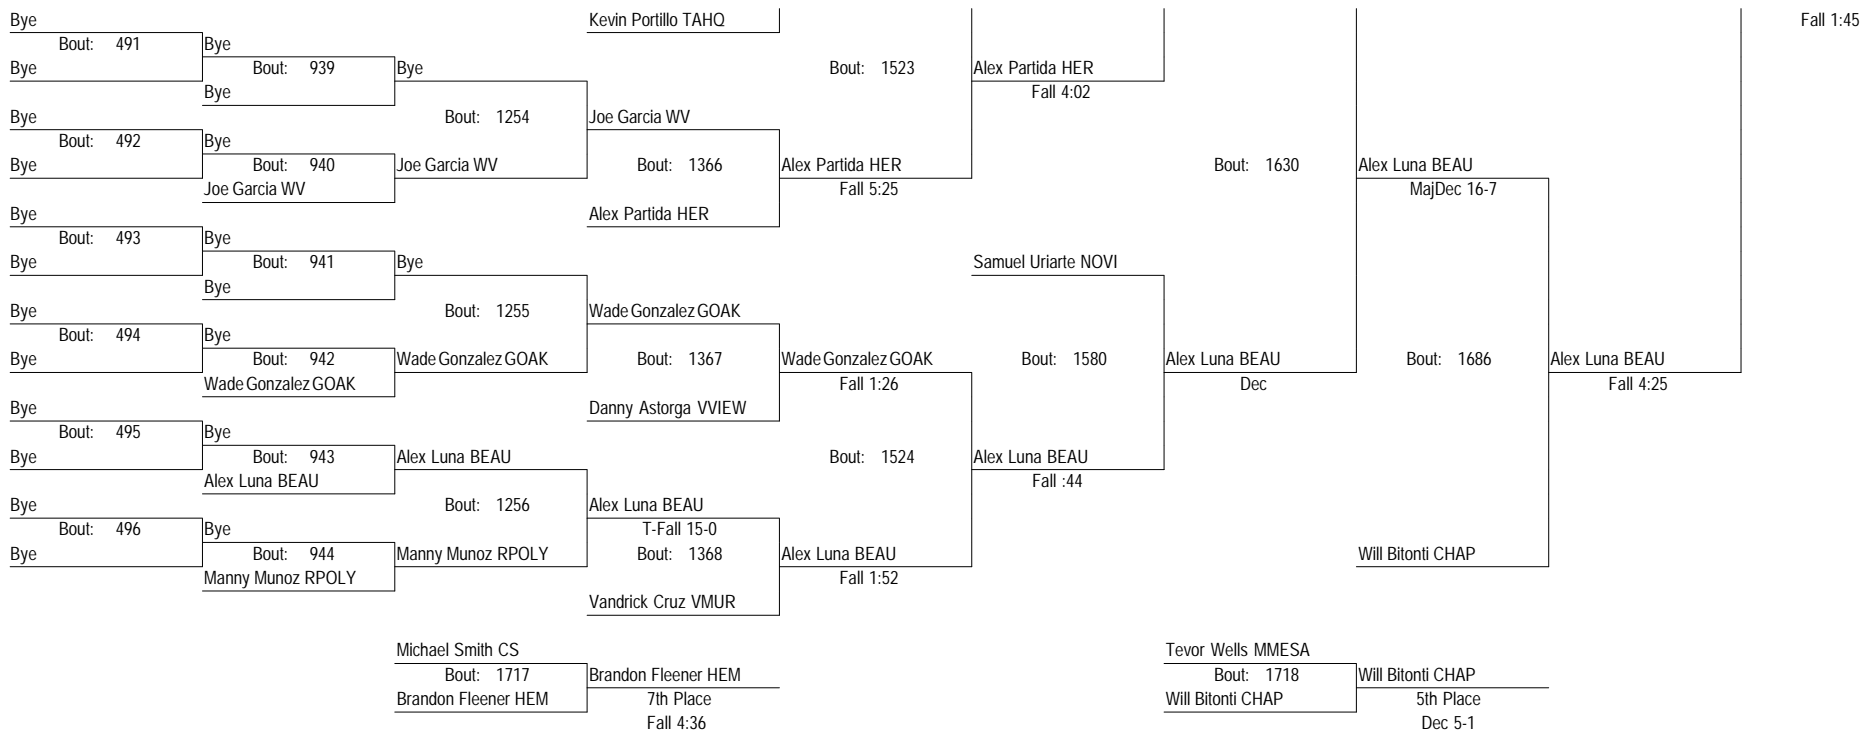 Bye Kevin Portillo TAHQ Fall 1:45
Bout: 491 Bye
Bye Bout: 939 Bye Bout: 1523 Alex Partida HER
Bye Fall 4:02
Bye Bout: 1254 Joe Garcia WV
Bout: 492 Bye
Bye Bout: 940 Joe Garcia WV Bout: 1366 Alex Partida HER Bout: 1630 Alex Luna BEAU
Joe Garcia WV Fall 5:25 MajDec 16-7
Bye Alex Partida HER
Bout: 493 Bye
Bye Bout: 941 Bye Samuel Uriarte NOVI
Bye
Bye Bout: 1255 Wade Gonzalez GOAK
Bout: 494 Bye
Bye Bout: 942 Wade Gonzalez GOAK Bout: 1367 Wade Gonzalez GOAK Bout: 1580 Alex Luna BEAU Bout: 1686 Alex Luna BEAU
Wade Gonzalez GOAK Fall 1:26 Dec Fall 4:25
Bye Danny Astorga VVIEW
Bout: 495 Bye
Bye Bout: 943 Alex Luna BEAU Bout: 1524 Alex Luna BEAU
Alex Luna BEAU Fall :44
Bye Bout: 1256 Alex Luna BEAU
Bout: 496 Bye T-Fall 15-0
Bye Bout: 944 Manny Munoz RPOLY Bout: 1368 Alex Luna BEAU Will Bitonti CHAP
Manny Munoz RPOLY Fall 1:52
Vandrick Cruz VMUR
Michael Smith CS Tevor Wells MMESA
Bout: 1717 Brandon Fleener HEM Bout: 1718 Will Bitonti CHAP
Brandon Fleener HEM 7th Place Will Bitonti CHAP 5th Place
Fall 4:36 Dec 5-1